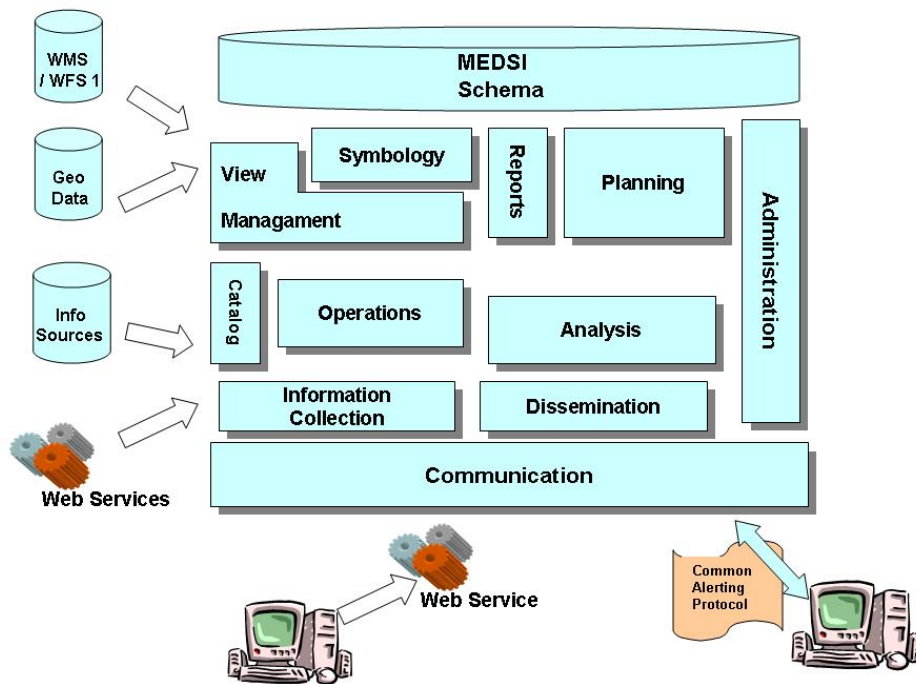 WMS
/ WFS 1
MEDSI
Schema
Geo
Data
View
Managament
Symbology
Reports
Planning
Administration
Info
Sources
Catalog
Operations
Analysis
Information
Collection
Dissemination
Web Services
Communication
Web Service
Common
Alerting
Protocol